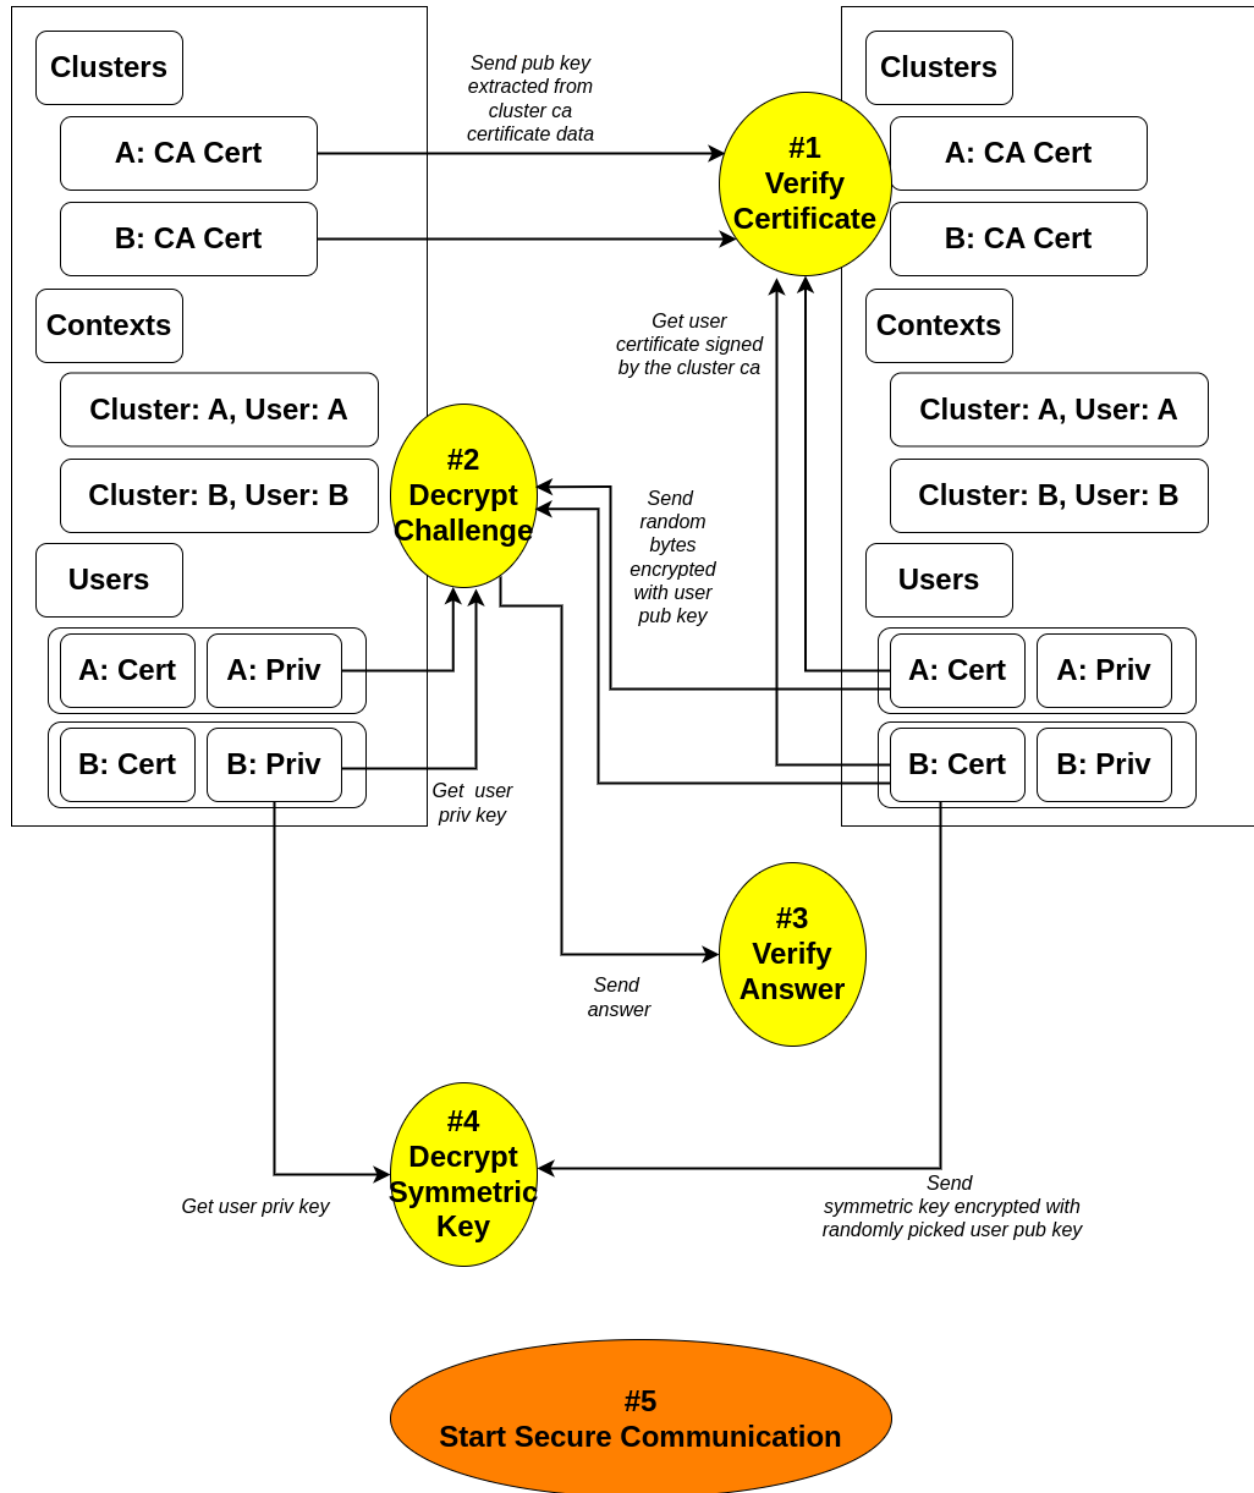 Clusters
A: CA Cert
B: CA Cert
Contexts
Cluster: A, User: A
Cluster: B, User: B
Users
A: Cert
A: Priv
B: Cert
B: Priv
Send pub key
extracted from
cluster ca
certificate data
#1
Verify
Certificate
Get user
certificate signed
by the cluster ca
#2
Decrypt
Challenge
Send
random
bytes
encrypted
with user
pub key
Get user
priv key
Clusters
A: CA Cert
B: CA Cert
Contexts
Cluster: A, User: A
Cluster: B, User: B
Users
A: Cert
A: Priv
B: Cert
B: Priv
#3
Verify
Answer
Send
answer
#4
Decrypt
Symmetric
Key
Get user priv key
Send
symmetric key encrypted with
randomly picked user pub key
#5
Start Secure Communication